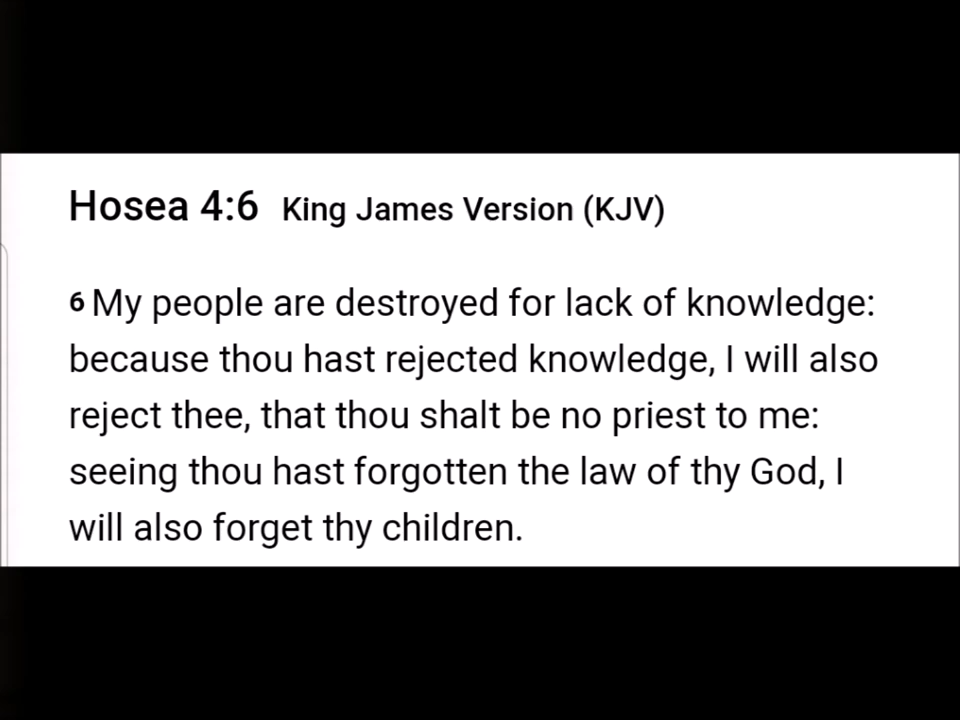 Hosea 4:6 King James Version (KJV)
6 My people are destroyed for lack of knowledge:
because thou hast rejected knowledge, I will also
reject thee, that thou shalt be no priest to me:
seeing thou hast forgotten the law of thy God, I
will also forget thy children.